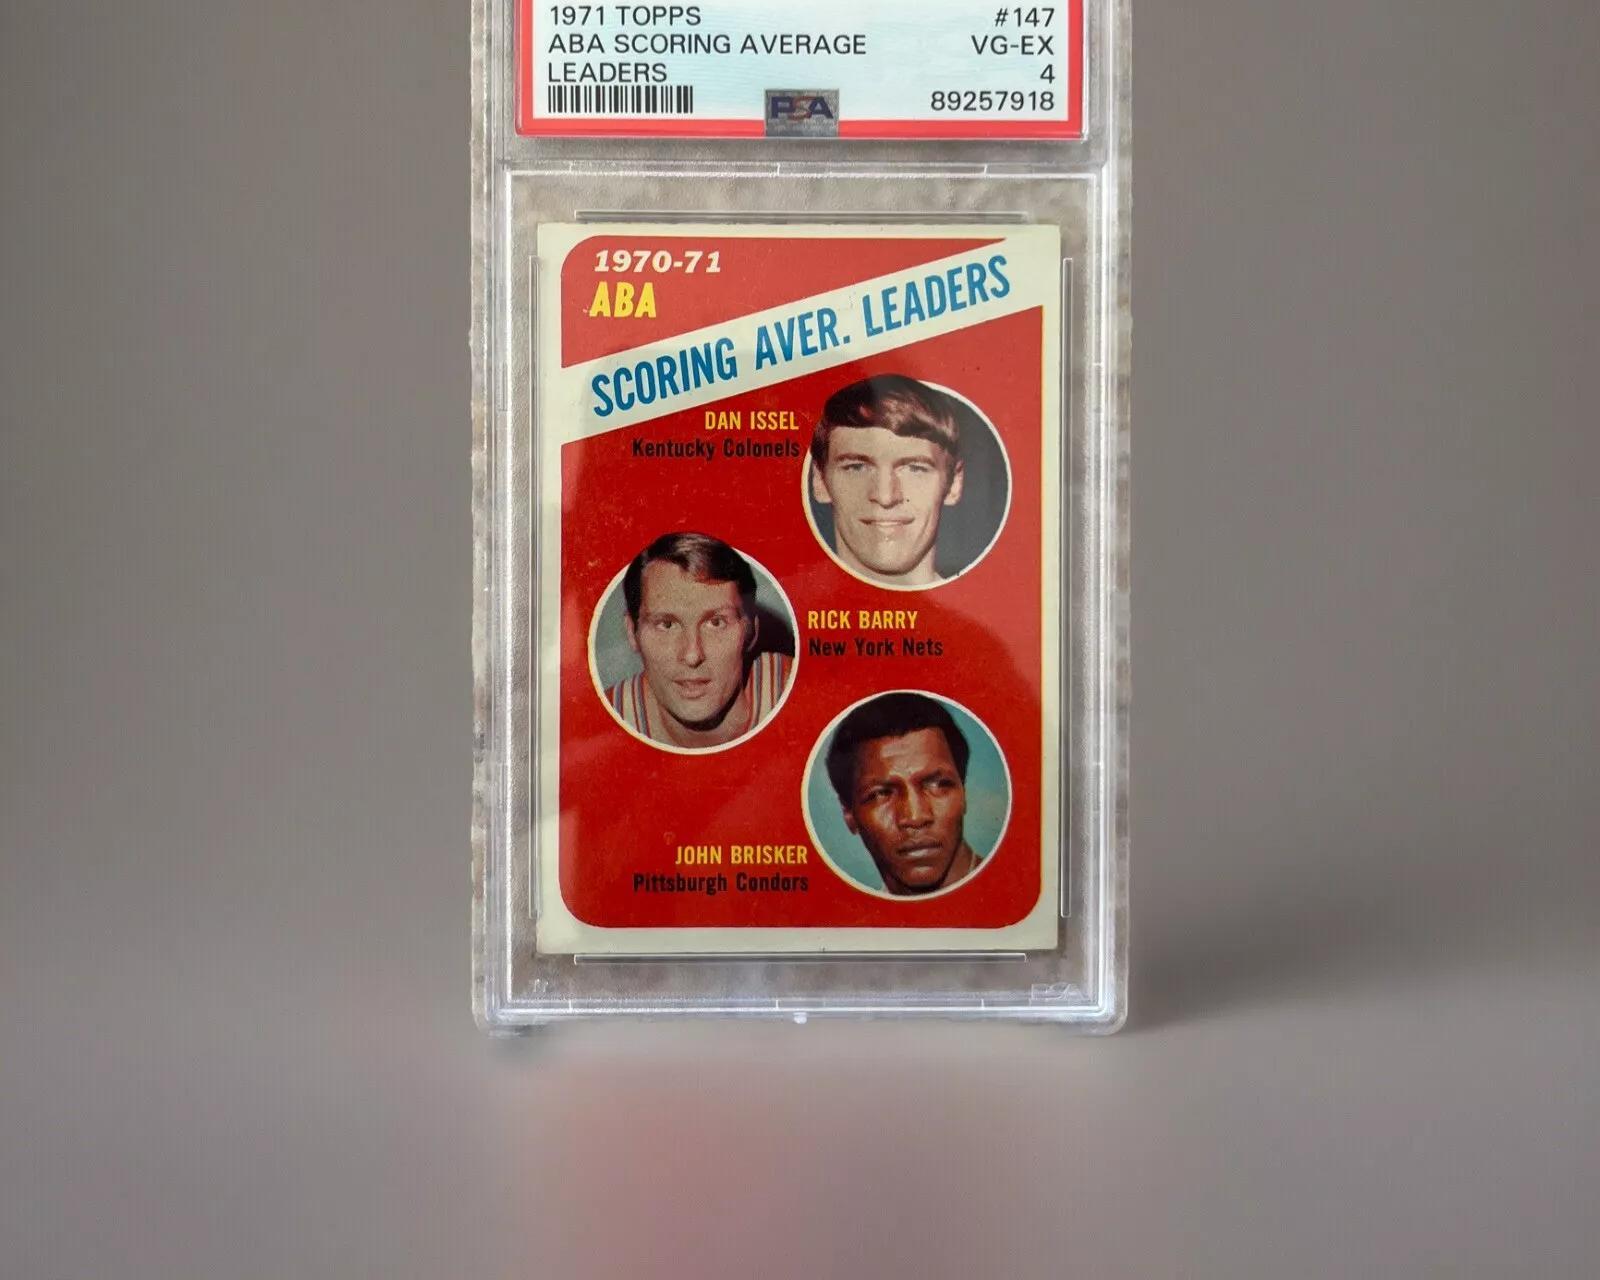 1971 TOPPS #147
ABA SCORING AVERAGE VG-EX
LEADERS 4
PSA 89257918
1970-71
ABA
SCORING AVER. LEADERS
DAN ISSEL
Kentucky Colonels
RICK BARRY
New York Nets
JOHN BRISKER
Pittsburgh Condors
PSA